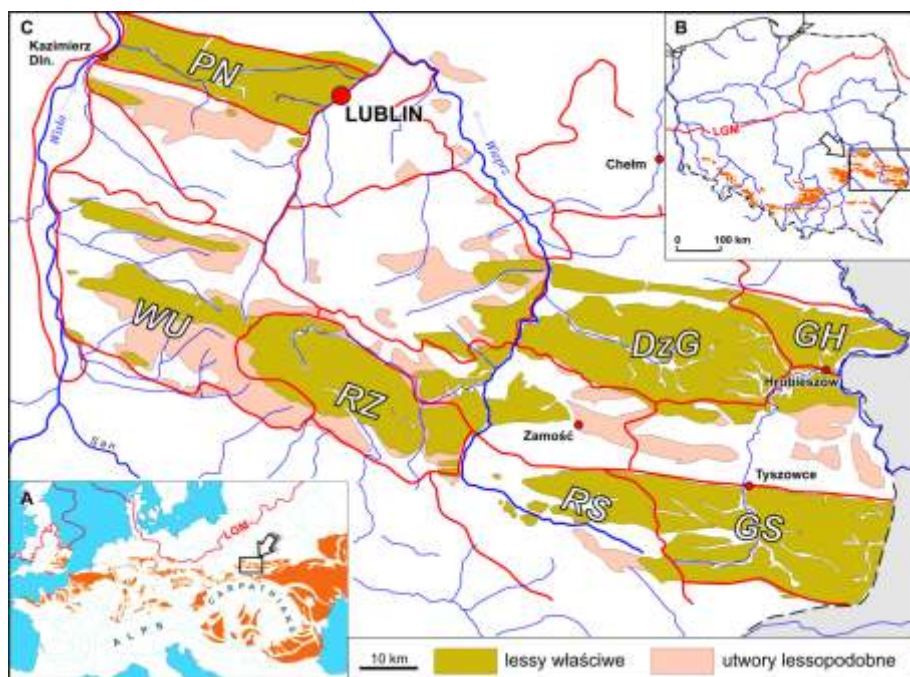 C
Kazimierz
Dln.
PN
LUBLIN
Wisła
Wieprz
Chełm
B
LGM
0 100 km
WU
RZ
DzG
GH
Hrubieszów
Zamość
Tyszowce
San
RS
GS
A
LGM
CARPATHIANS
ALPS
10 km
lessy właściwe
utwory lessopodobne